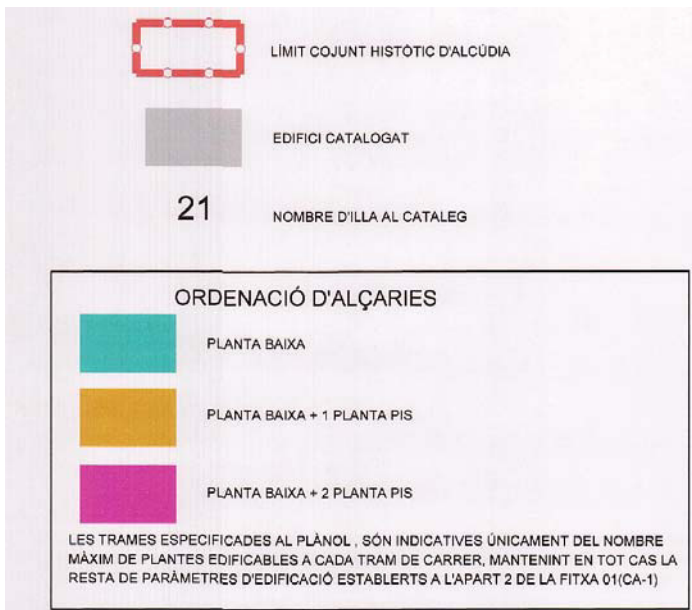 LÍMIT COJUNT HISTÒTIC D'ALCÚDIA
EDIFICI CATALOGAT
21 NOMBRE D'ILLA AL CATALEG
ORDENACIÓ D'ALÇARIES
PLANTA BAIXA
PLANTA BAIXA + 1 PLANTA PIS
PLANTA BAIXA + 2 PLANTA PIS
LES TRAMES ESPECIFICADES AL PLÀNOL , SÓN INDICATIVES ÚNICAMENT DEL NOMBRE
MÀXIM DE PLANTES EDIFICABLES A CADA TRAM DE CARRER, MANTENINT EN TOT CAS LA
RESTA DE PARÀMETRES D'EDIFICACIÓ ESTABLERTS A L'APART 2 DE LA FITXA 01(CA-1)